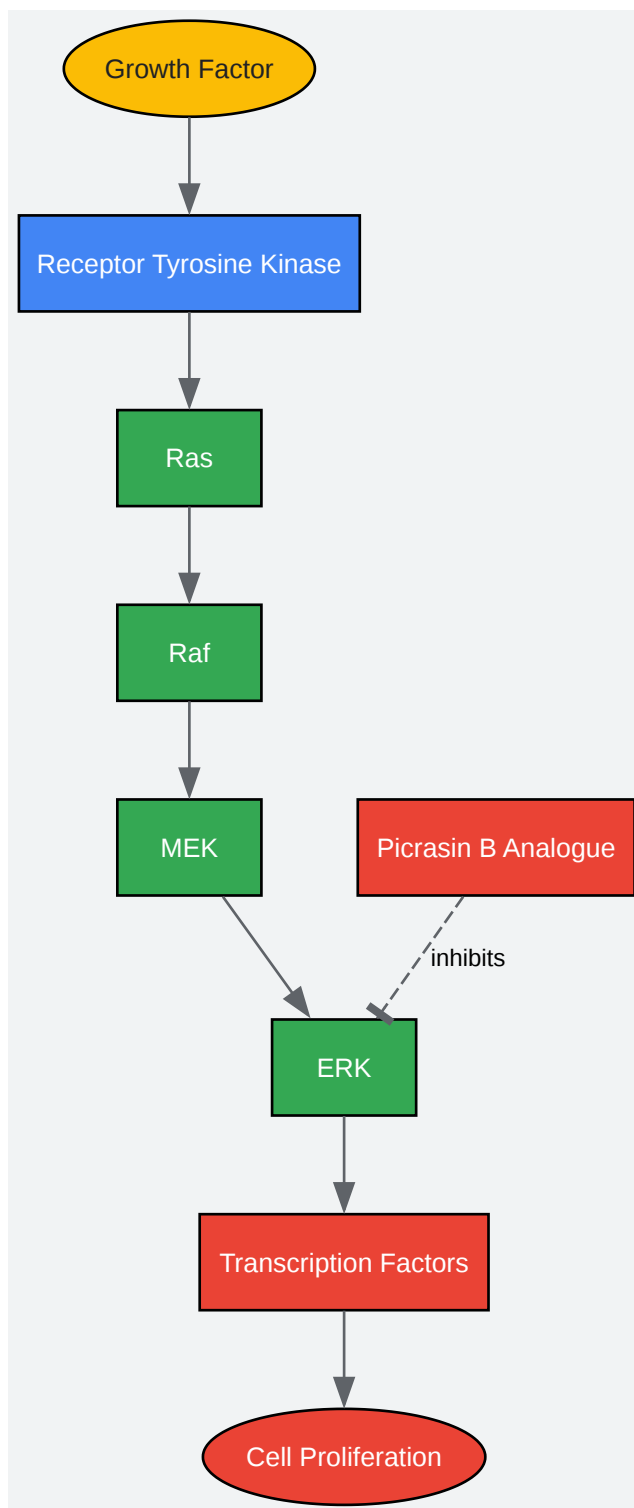 Growth Factor
Receptor Tyrosine Kinase
Ras
Raf
MEK
Picrasin B Analogue
inhibits
ERK
Transcription Factors
Cell Proliferation